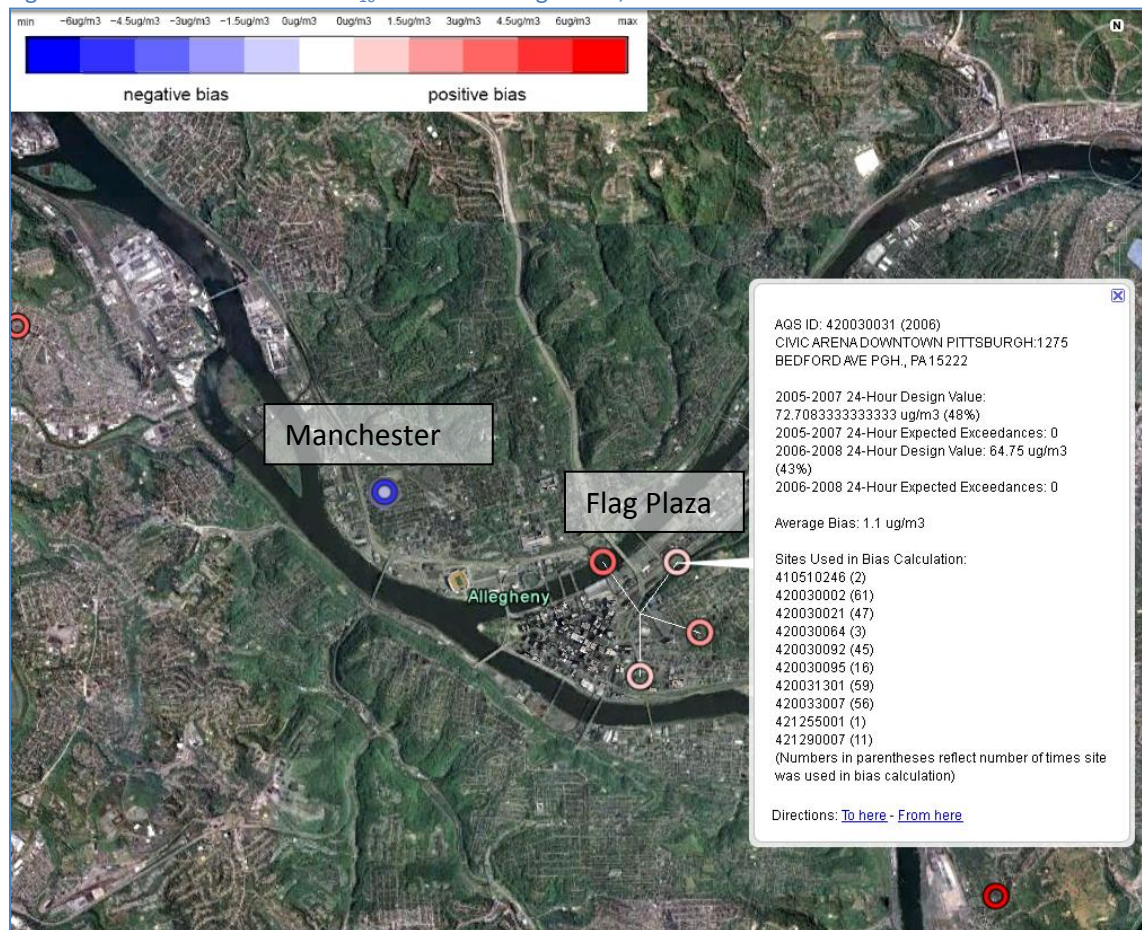 min −6ug/m3 −4.5ug/m3 −3ug/m3 −1.5ug/m3 0ug/m3 0ug/m3 1.5ug/m3 3ug/m3 4.5ug/m3 6ug/m3 max
negative bias positive bias
N
AQS ID: 420030031 (2006)
CIVIC ARENA DOWNTOWN PITTSBURGH:1275
BEDFORD AVE PGH., PA 15222
2005-2007 24-Hour Design Value:
72.7083333333333 ug/m3 (48%)
2005-2007 24-Hour Expected Exceedances: 0
2006-2008 24-Hour Design Value: 64.75 ug/m3
(43%)
2006-2008 24-Hour Expected Exceedances: 0
Average Bias: 1.1 ug/m3
Sites Used in Bias Calculation:
410510246 (2)
420030002 (61)
420030021 (47)
420030064 (3)
420030092 (45)
420030095 (16)
420031301 (59)
420033007 (56)
421255001 (1)
421290007 (11)
(Numbers in parentheses reflect number of times site
was used in bias calculation)
Directions: To here - From here
Manchester
Flag Plaza
Allegheny